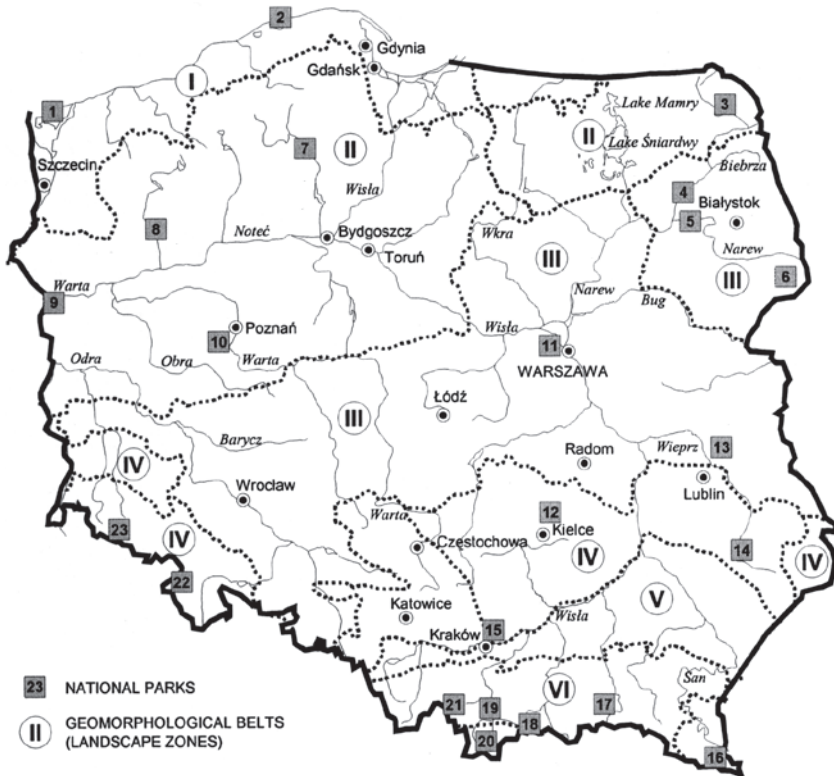 2
Gdynia
Gdańsk
I
1
Lake Mamry
3
II
7
II
Lake Śniardwy
Szczecin
Wisła
Biebrza
4
Białystok
5
8
Noteć
Bydgoszcz
Wkra
Toruń
III
Narew
III
6
Warta
9
Narew
Bug
10
Poznań
Wisła
11
Odra
Obra
Warta
WARSZAWA
Łódź
III
Barycz
Radom
Wieprz
13
IV
Lublin
Wrocław
Warta
12
23
IV
Częstochowa
Kielce
IV
14
IV
22
Katowice
Wisła
V
15
Kraków
San
23 NATIONAL PARKS
VI
21
19
18
17
II GEOMORPHOLOGICAL BELTS
(LANDSCAPE ZONES)
20
16